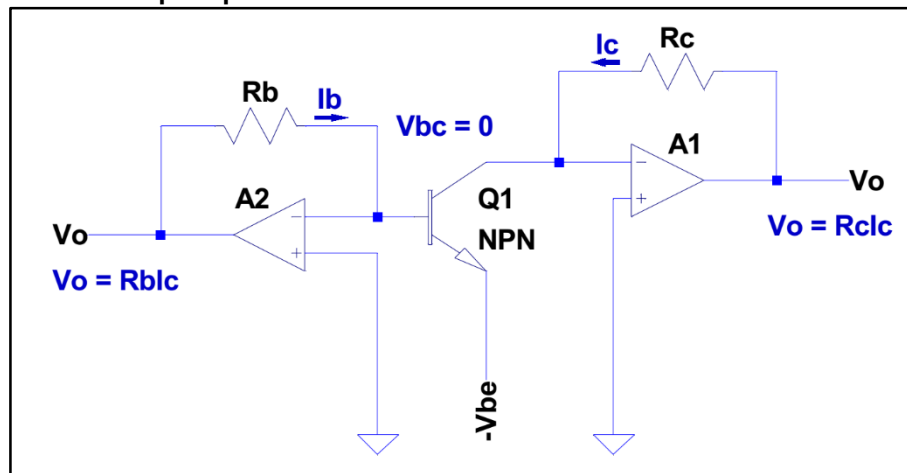 Ic
Rc
Rb
Ib
Vbc = 0
A1
A2
Q1
NPN
Vo
Vo = RcIc
Vo
Vo = RbIc
-Vbe